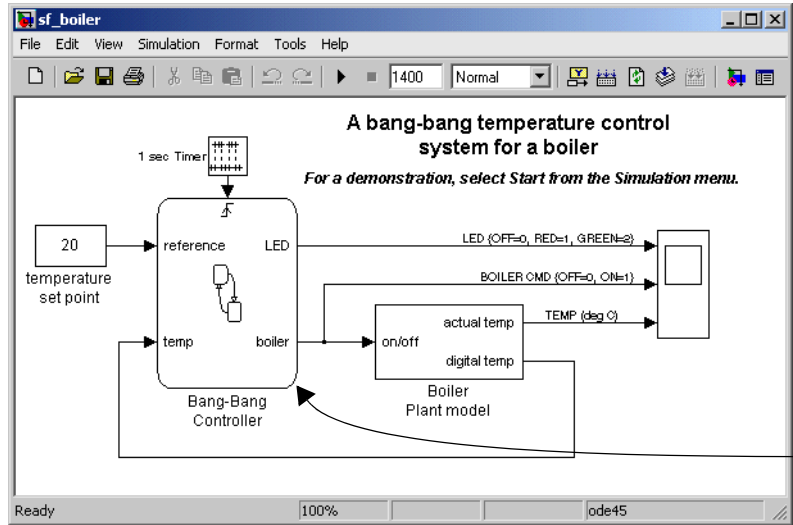 sf_boiler
File Edit View Simulation Format Tools Help
1400 Normal
A bang-bang temperature control
system for a boiler
For a demonstration, select Start from the Simulation menu.
1 sec Timer
20
temperature
set point
reference LED
temp boiler
Bang-Bang
Controller
LED {OFF=0, RED=1, GREEN=2}
BOILER CMD {OFF=0, ON=1}
TEMP {deg C}
on/off
actual temp
digital temp
Boiler
Plant model
Ready 100% ode45